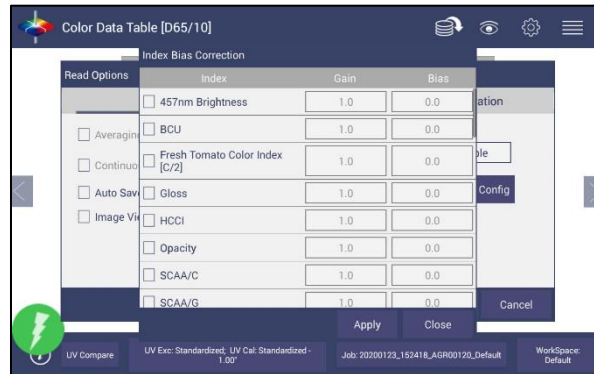 Color Data Table [D65/10]
Index Bias Correction
Read Options
Index Gain Bias
ation
457nm Brightness 1.0 0.0
Averagin
BCU 1.0 0.0
Continuo
Fresh Tomato Color Index
[C/2] 1.0 0.0
ble
Auto Sav
Gloss 1.0 0.0
Config
Image Vi
HCCI 1.0 0.0
Opacity 1.0 0.0
SCAA/C 1.0 0.0
SCAA/G 1.0 0.0
Cancel
Apply Close
UV Compare
UV Exc: Standardized; UV Cal: Standardized -
1.00"
Job: 20200123_152418_AGR00120_Default
WorkSpace:
Default